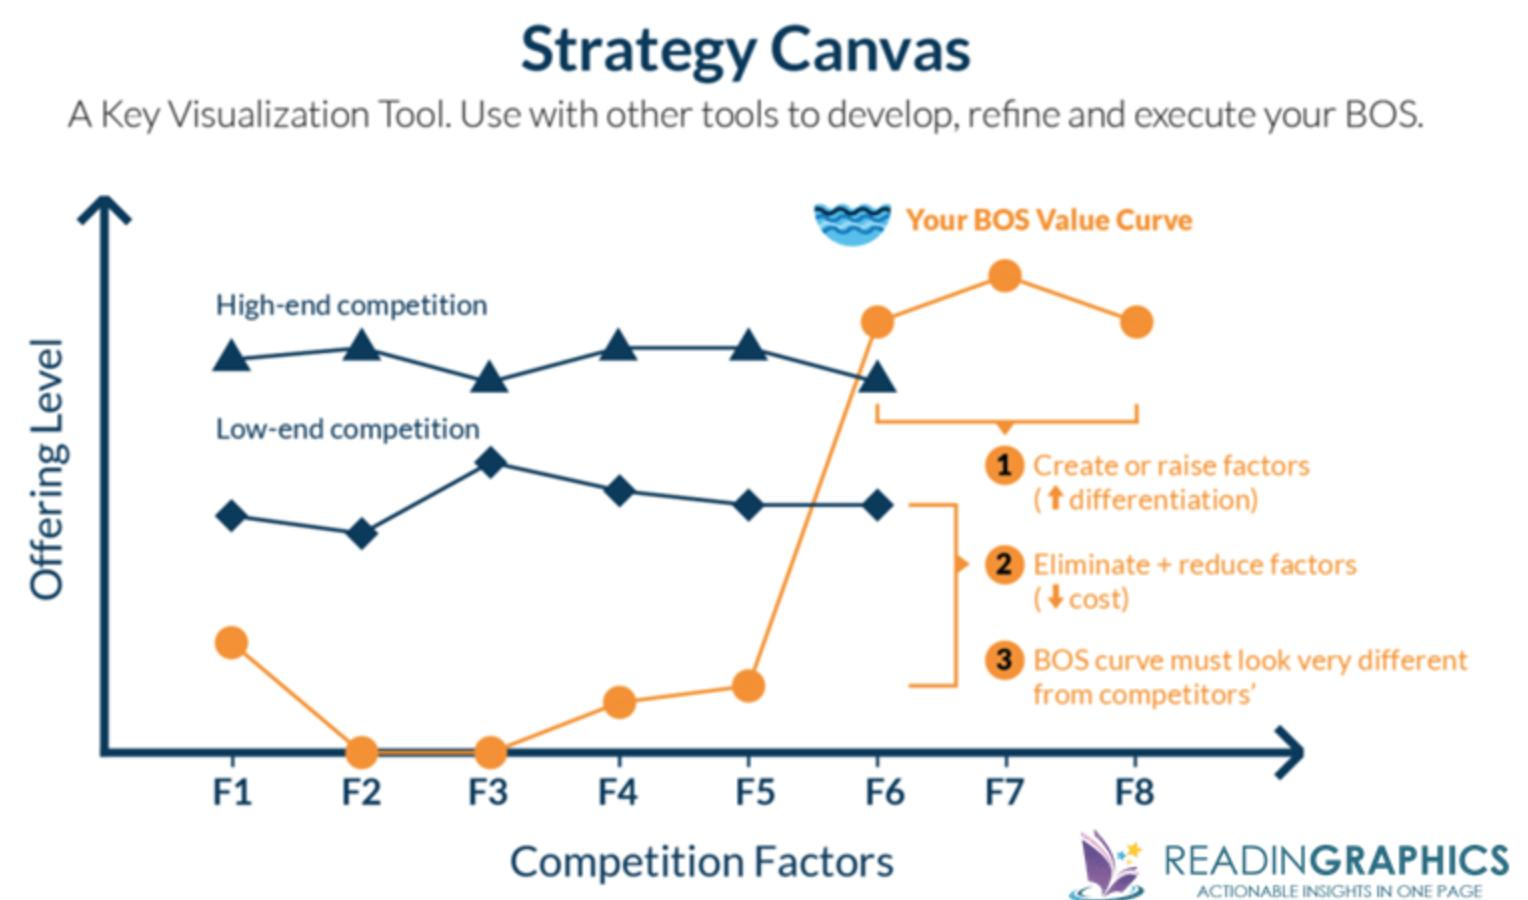 Strategy Canvas
A Key Visualization Tool. Use with other tools to develop, refine and execute your BOS.
Your BOS Value Curve
High-end competition
Low-end competition
Offering Level
1 Create or raise factors
(⬆ differentiation)
2 Eliminate + reduce factors
(⬇ cost)
3 BOS curve must look very different
from competitors’
F1 F2 F3 F4 F5 F6 F7 F8
Competition Factors
READINGRAPHICS
ACTIONABLE INSIGHTS IN ONE PAGE